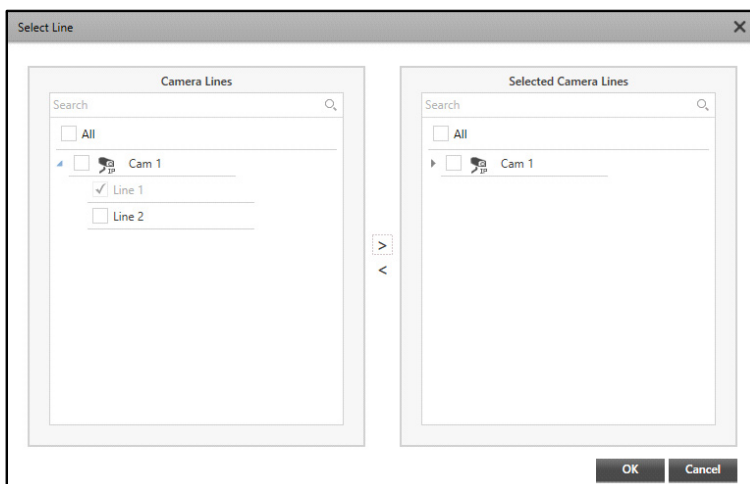 Select Line
Camera Lines
Search
All
Cam 1
Line 1
Line 2
>
<
Selected Camera Lines
Search
All
Cam 1
OK
Cancel